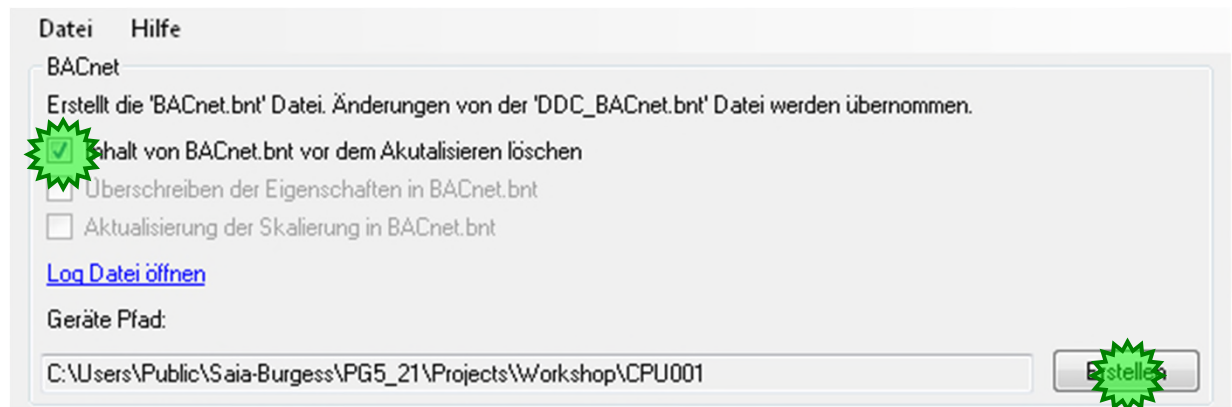 Datei Hilfe
BACnet
Erstellt die 'BACnet.bnt' Datei. Änderungen von der 'DDC_BACnet.bnt' Datei werden übernommen.
Inhalt von BACnet.bnt vor dem Akutalisieren löschen
Überschreiben der Eigenschaften in BACnet.bnt
Aktualisierung der Skalierung in BACnet.bnt
Log Datei öffnen
Geräte Pfad:
C:\Users\Public\Saia-Burgess\PG5_21\Projects\Workshop\CPU001
Erstellen